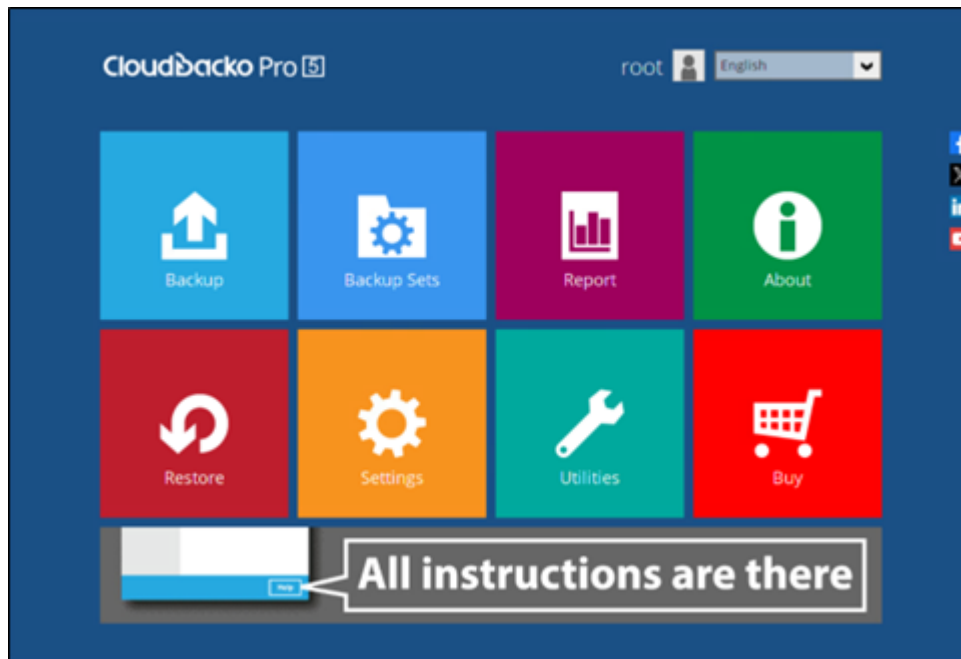 CloudBacko Pro 5
root
English
Backup
Backup Sets
Report
About
Restore
Settings
Utilities
Buy
Help
All instructions are there